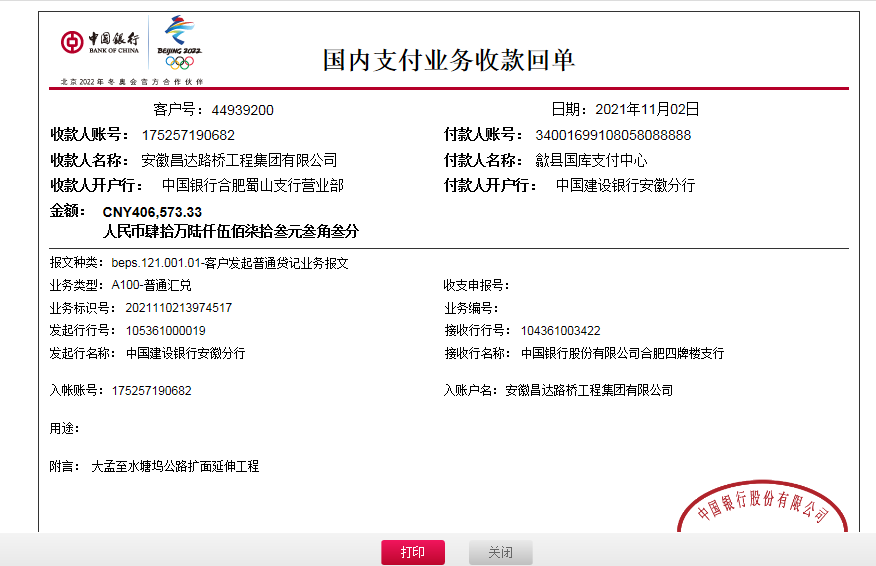 中国银行
BANK OF CHINA
BEIJING 2022
北京2022年冬奥会官方合作伙伴
国内支付业务收款回单
客户号：44939200 日期：2021年11月02日
收款人账号： 175257190682 付款人账号： 34001699108058088888
收款人名称： 安徽昌达路桥工程集团有限公司 付款人名称： 歙县国库支付中心
收款人开户行： 中国银行合肥蜀山支行营业部 付款人开户行： 中国建设银行安徽分行
金额： CNY406,573.33
人民币肆拾万陆仟伍佰柒拾叁元叁角叁分
报文种类：beps.121.001.01-客户发起普通贷记业务报文
业务类型：A100-普通汇兑 收支申报号：
业务标识号：2021110213974517 业务编号：
发起行行号：105361000019 接收行行号：104361003422
发起行名称：中国建设银行安徽分行 接收行名称：中国银行股份有限公司合肥四牌楼支行
入帐账号：175257190682 入账户名：安徽昌达路桥工程集团有限公司
用途：
附言： 大孟至水塘坞公路扩面延伸工程
中国银行股份有限公司
打印 关闭